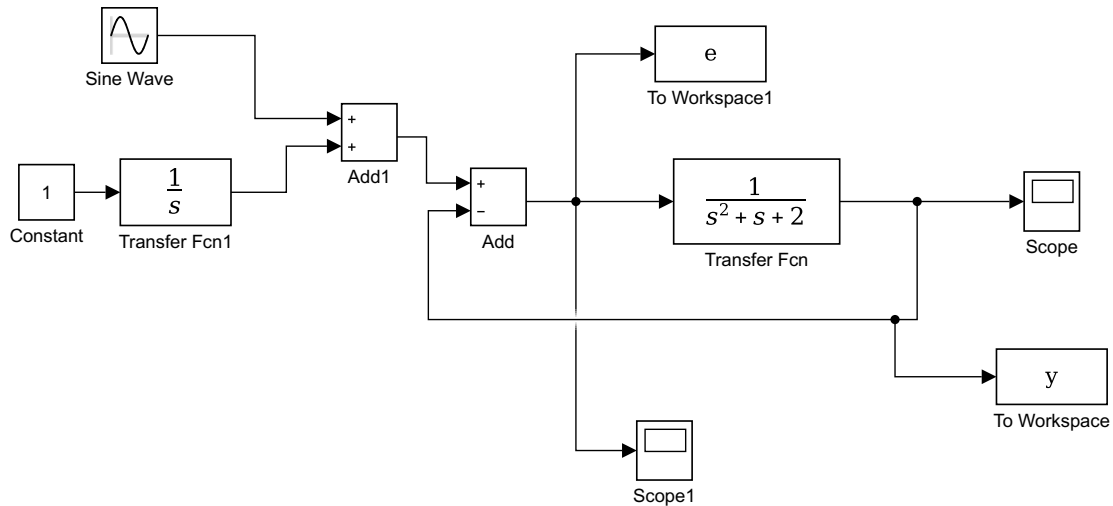 Sine Wave
e
To Workspace1
+
+
Add1
1
Constant
1
s
Transfer Fcn1
+
−
Add
1
s² + s + 2
Transfer Fcn
Scope
y
To Workspace
Scope1